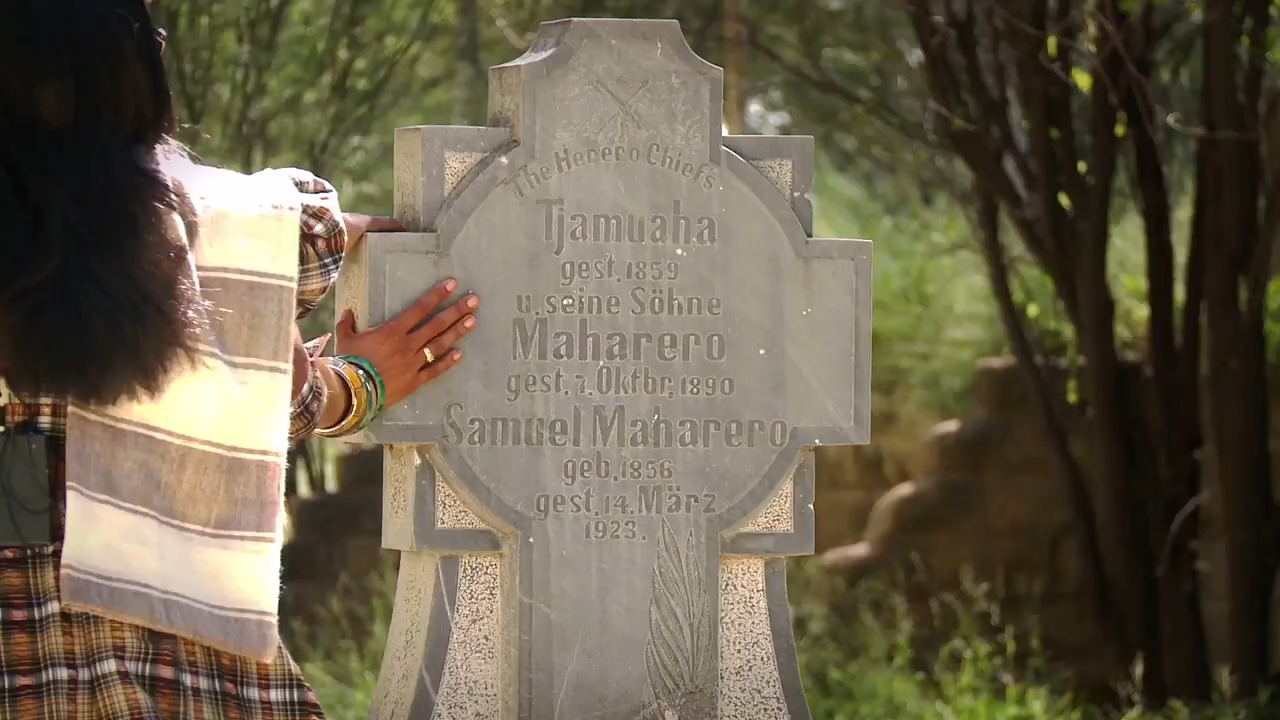 The Herero Chiefs
Tjamuaha
gest. 1859
u. seine Söhne
Maharero
gest. 7. Oktbr. 1890
Samuel Maharero
geb. 1856
gest. 14. März
1923.